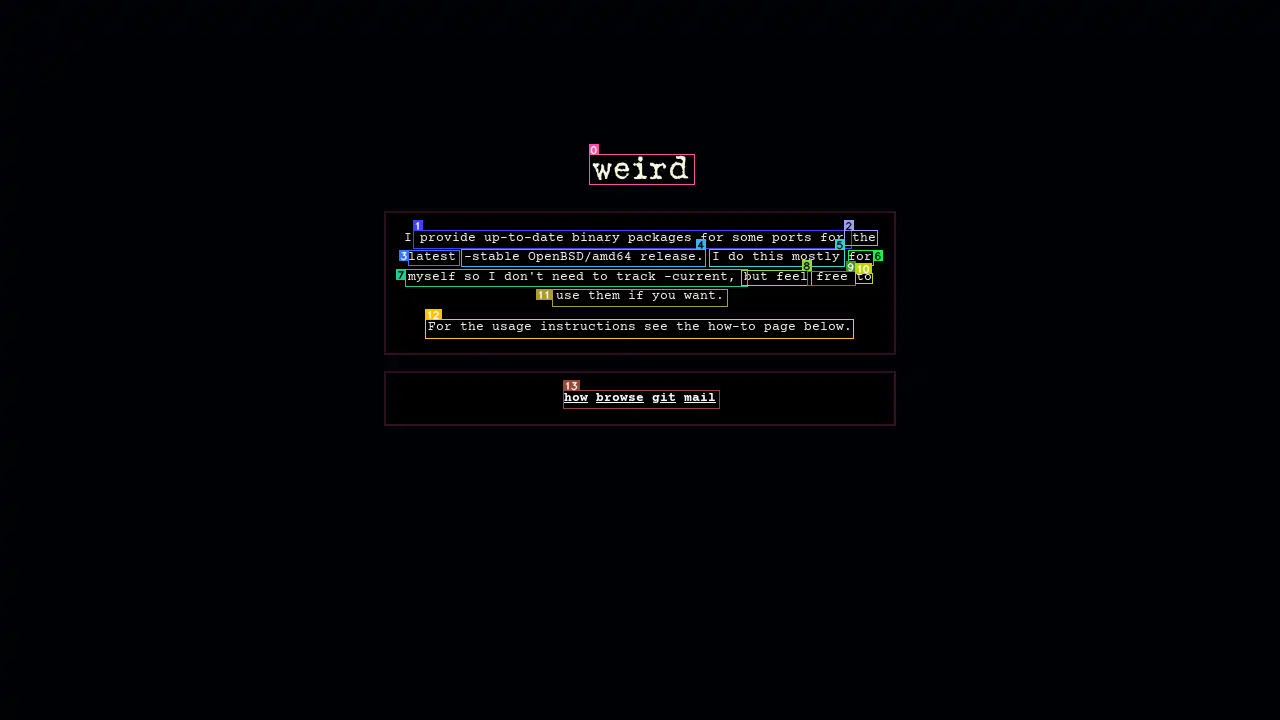 weird
I provide up-to-date binary packages for some ports for the
latest -stable OpenBSD/amd64 release. I do this mostly for
myself so I don't need to track -current, but feel free to
use them if you want.
For the usage instructions see the how-to page below.
how browse git mail